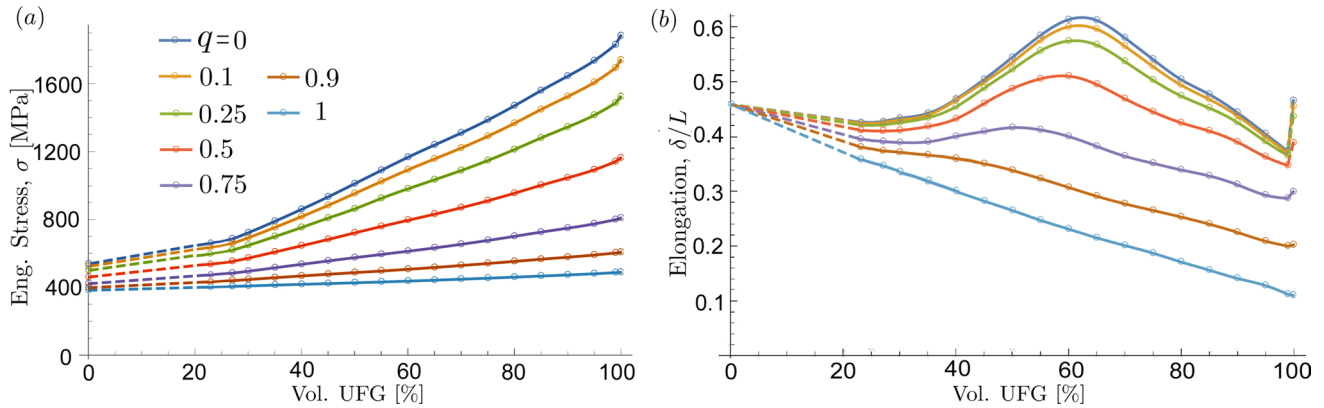 (a)
Eng. Stress, σ [MPa]
1600
1200
800
400
0
q=0
0.1
0.25
0.5
0.75
0.9
1
0 20 40 60 80 100
Vol. UFG [%]
(b)
Elongation, δ/L
0.6
0.5
0.4
0.3
0.2
0.1
0 20 40 60 80 100
Vol. UFG [%]